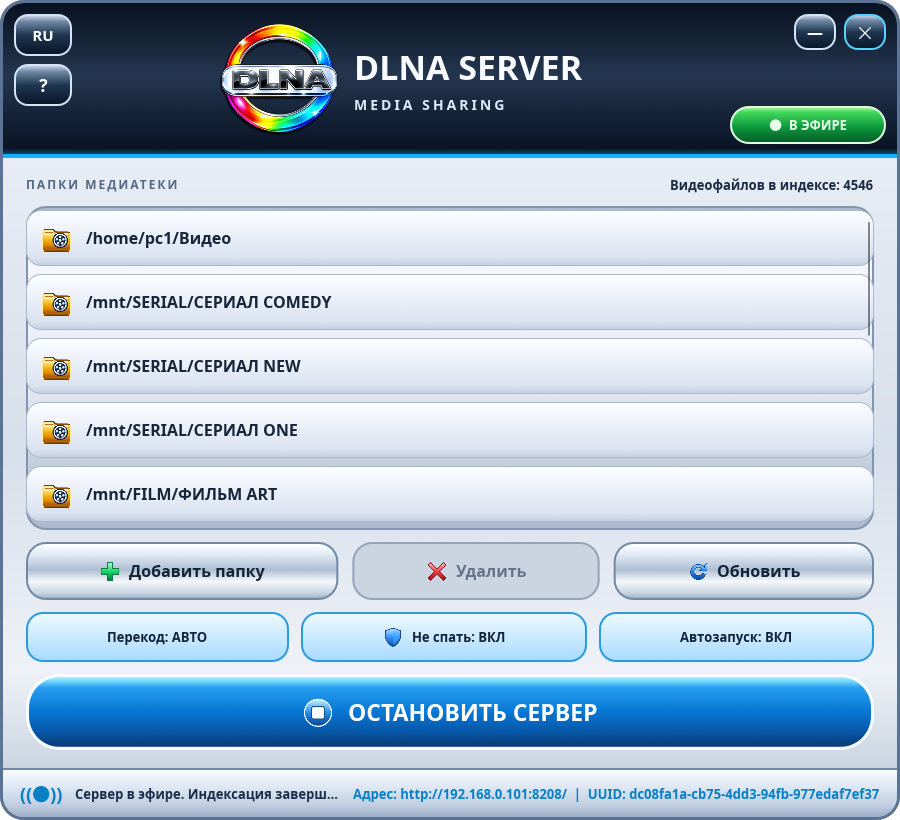 RU
?
DLNA
DLNA SERVER
MEDIA SHARING
В ЭФИРЕ
ПАПКИ МЕДИАТЕКИ
Видеофайлов в индексе: 4546
/home/pc1/Видео
/mnt/SERIAL/СЕРИАЛ COMEDY
/mnt/SERIAL/СЕРИАЛ NEW
/mnt/SERIAL/СЕРИАЛ ONE
/mnt/FILM/ФИЛЬМ ART
Добавить папку
Удалить
Обновить
Перекод: АВТО
Не спать: ВКЛ
Автозапуск: ВКЛ
ОСТАНОВИТЬ СЕРВЕР
Сервер в эфире. Индексация заверш...
Адрес: http://192.168.0.101:8208/ | UUID: dc08fa1a-cb75-4dd3-94fb-977edaf7ef37